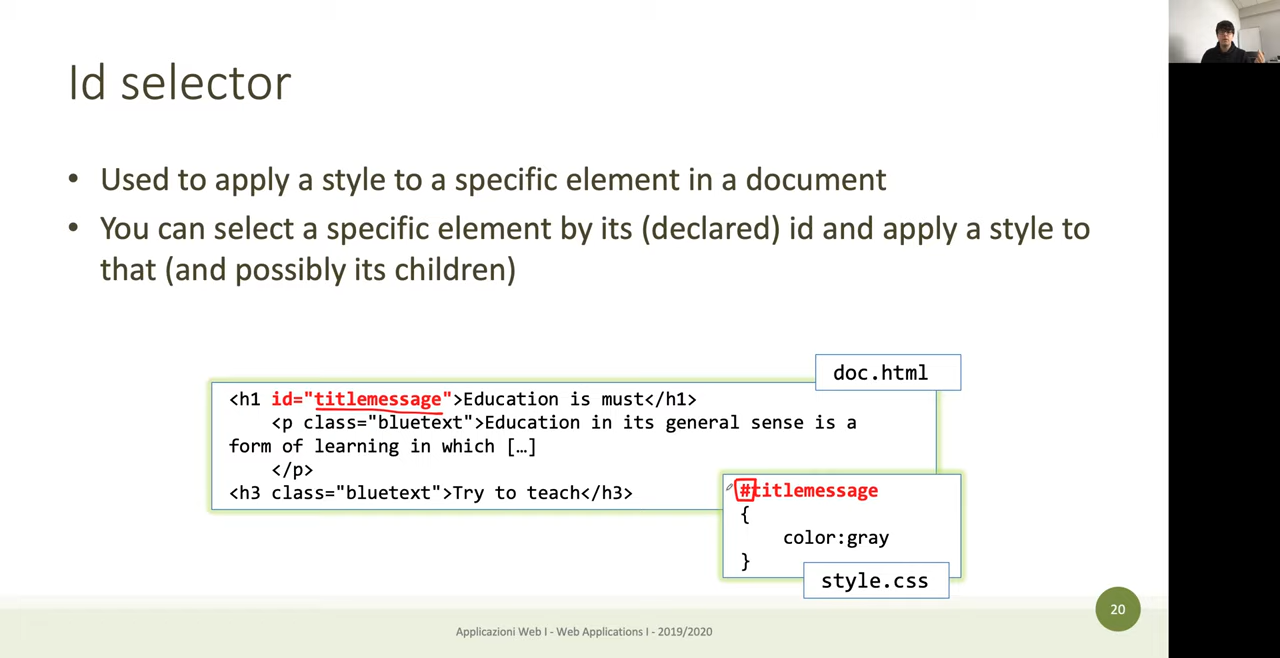 Id selector
• Used to apply a style to a specific element in a document
• You can select a specific element by its (declared) id and apply a style to
that (and possibly its children)
doc.html
<h1 id="titlemessage">Education is must</h1>
<p class="bluetext">Education in its general sense is a
form of learning in which […]
</p>
<h3 class="bluetext">Try to teach</h3>
#titlemessage
{
color:gray
}
style.css
20
Applicazioni Web I - Web Applications I - 2019/2020